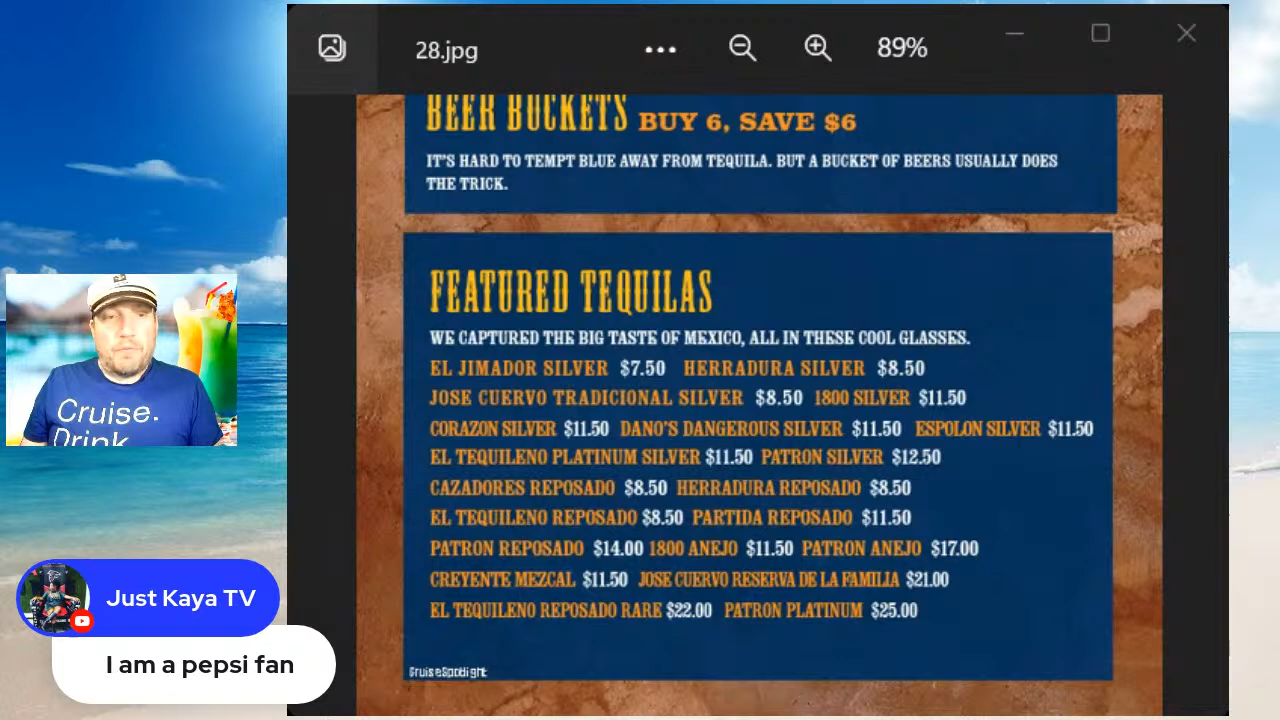 28.jpg
89%
BEER BUCKETS BUY 6, SAVE $6
IT'S HARD TO TEMPT BLUE AWAY FROM TEQUILA. BUT A BUCKET OF BEERS USUALLY DOES
THE TRICK.
FEATURED TEQUILAS
WE CAPTURED THE BIG TASTE OF MEXICO, ALL IN THESE COOL GLASSES.
EL JIMADOR SILVER $7.50 HERRADURA SILVER $8.50
JOSE CUERVO TRADICIONAL SILVER $8.50 1800 SILVER $11.50
CORAZON SILVER $11.50 DANO'S DANGEROUS SILVER $11.50 ESPOLON SILVER $11.50
EL TEQUILENO PLATINUM SILVER $11.50 PATRON SILVER $12.50
CAZADORES REPOSADO $8.50 HERRADURA REPOSADO $8.50
EL TEQUILENO REPOSADO $8.50 PARTIDA REPOSADO $11.50
PATRON REPOSADO $14.00 1800 ANEJO $11.50 PATRON ANEJO $17.00
CREYENTE MEZCAL $11.50 JOSE CUERVO RESERVA DE LA FAMILIA $21.00
EL TEQUILENO REPOSADO RARE $22.00 PATRON PLATINUM $25.00
CruiseSpotlight
Cruise.
Drink
Just Kaya TV
I am a pepsi fan